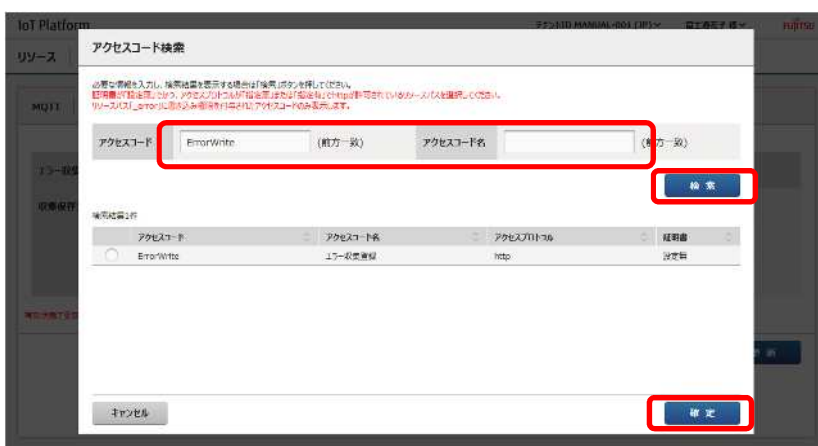 IoT Platform
テナントID MANUAL-001 (JP)
富士通花子 様
FUJITSU
リソース
アクセスコード検索
必要な情報を入力し、検索結果を表示する場合は「検索」ボタンを押してください。
リソースパス「_error」に書き込み権限を付与されたアクセスコードのみ表示します。
MQTT
アクセスコード
ErrorWrite
(前方一致)
アクセスコード名
(前方一致)
検 索
検索結果1件
アクセスコード
アクセスコード名
アクセスプロトコル
証明書
ErrorWrite
エラー収集登録
http
設定無
更 新
キャンセル
確 定